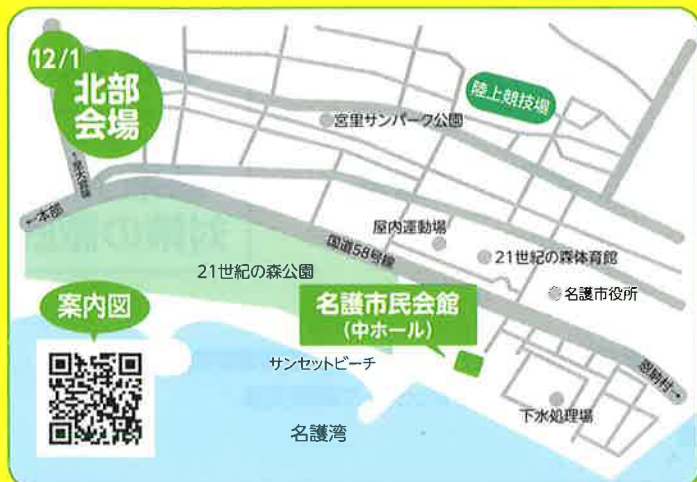 12/1
北部
会場
陸上競技場
宮里サンパーク公園
←本部
屋内運動場
国道58号線
21世紀の森体育館
21世紀の森公園
名護市役所
案内図
名護市民会館
(中ホール)
サンセットビーチ
恩納村→
下水処理場
名護湾